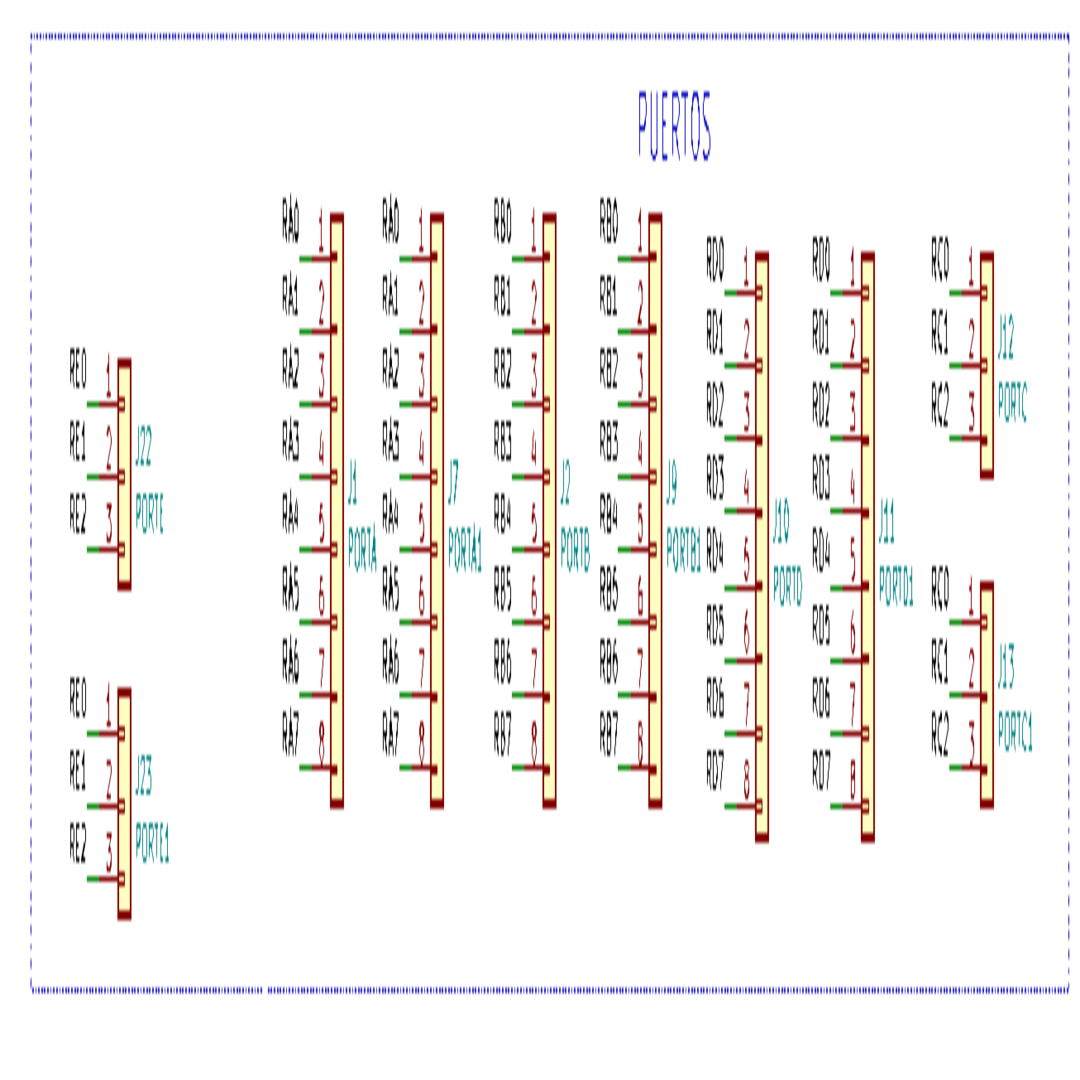 PUERTOS
RE0 1
RE1 2
RE2 3
J22
PORTE
RE0 1
RE1 2
RE2 3
J23
PORTE1
RA0 1
RA1 2
RA2 3
RA3 4
RA4 5
RA5 6
RA6 7
RA7 8
J1
PORTA
RA0 1
RA1 2
RA2 3
RA3 4
RA4 5
RA5 6
RA6 7
RA7 8
J7
PORTA1
RB0 1
RB1 2
RB2 3
RB3 4
RB4 5
RB5 6
RB6 7
RB7 8
J2
PORTB
RB0 1
RB1 2
RB2 3
RB3 4
RB4 5
RB5 6
RB6 7
RB7 8
J9
PORTB1
RD0 1
RD1 2
RD2 3
RD3 4
RD4 5
RD5 6
RD6 7
RD7 8
J10
PORTD
RD0 1
RD1 2
RD2 3
RD3 4
RD4 5
RD5 6
RD6 7
RD7 8
J11
PORTD1
RC0 1
RC1 2
RC2 3
J12
PORTC
RC0 1
RC1 2
RC2 3
J13
PORTC1